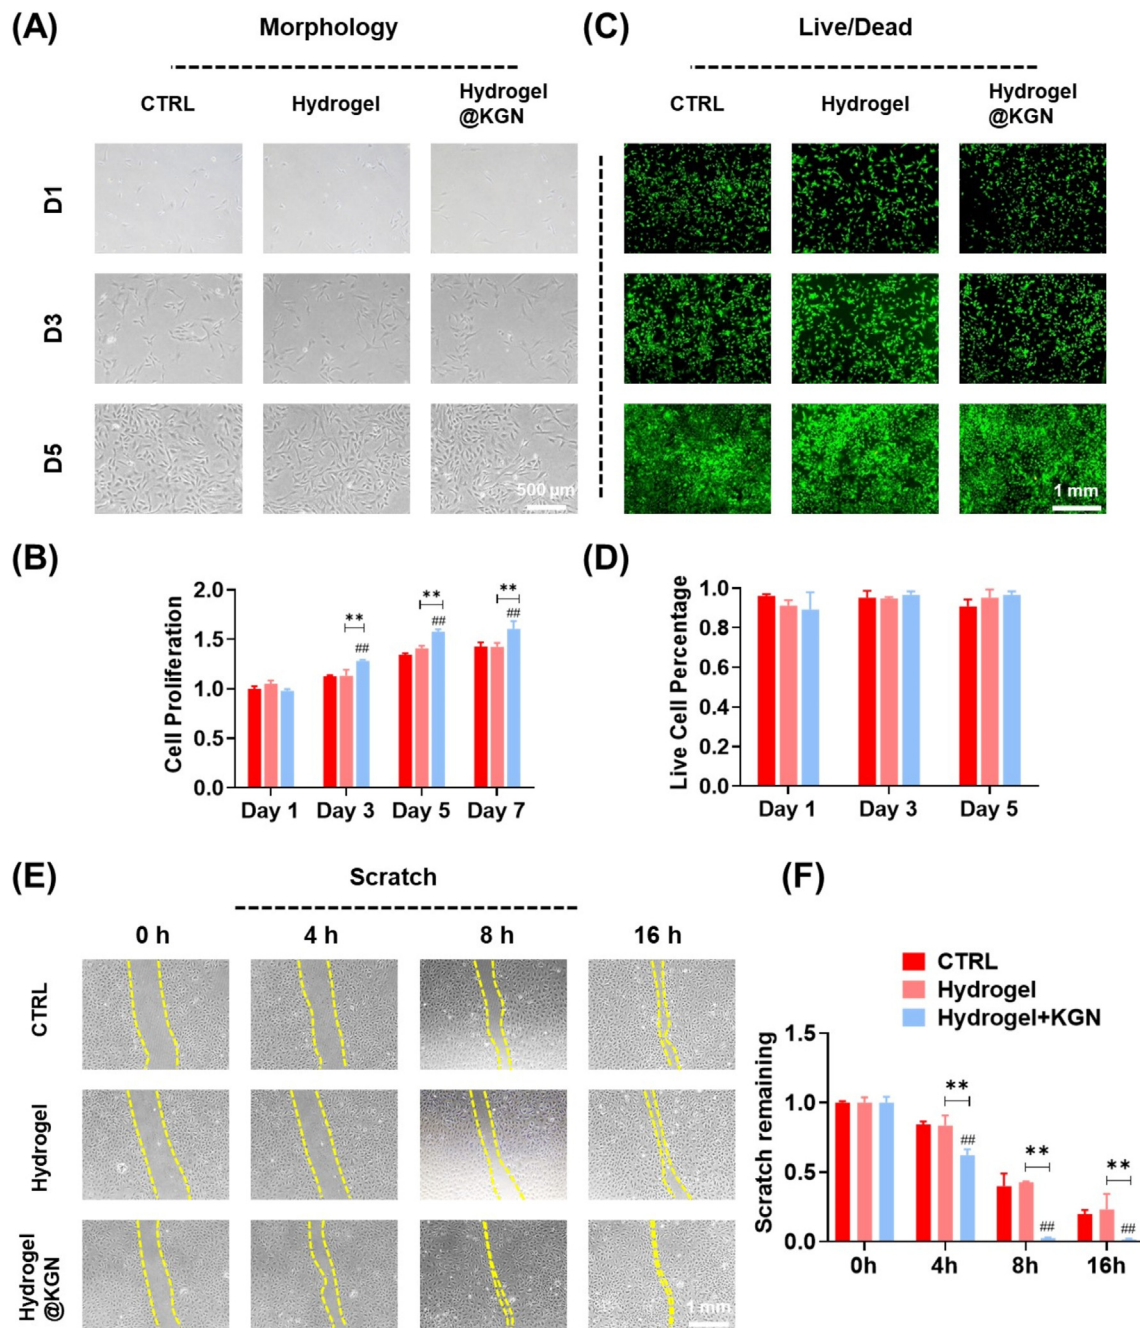 (A)
Morphology
CTRL
Hydrogel
Hydrogel
@KGN
D1
D3
D5
500 µm
(C)
Live/Dead
CTRL
Hydrogel
Hydrogel
@KGN
1 mm
(B)
Cell Proliferation
2.0
1.5
1.0
0.5
0.0
**
##
**
##
**
##
Day 1
Day 3
Day 5
Day 7
(D)
Live Cell Percentage
1.0
0.8
0.6
0.4
0.2
0.0
Day 1
Day 3
Day 5
(E)
Scratch
0 h
4 h
8 h
16 h
CTRL
Hydrogel
Hydrogel
@KGN
1 mm
(F)
CTRL
Hydrogel
Hydrogel+KGN
Scratch remaining
1.5
1.0
0.5
0.0
**
##
**
##
**
##
0h
4h
8h
16h